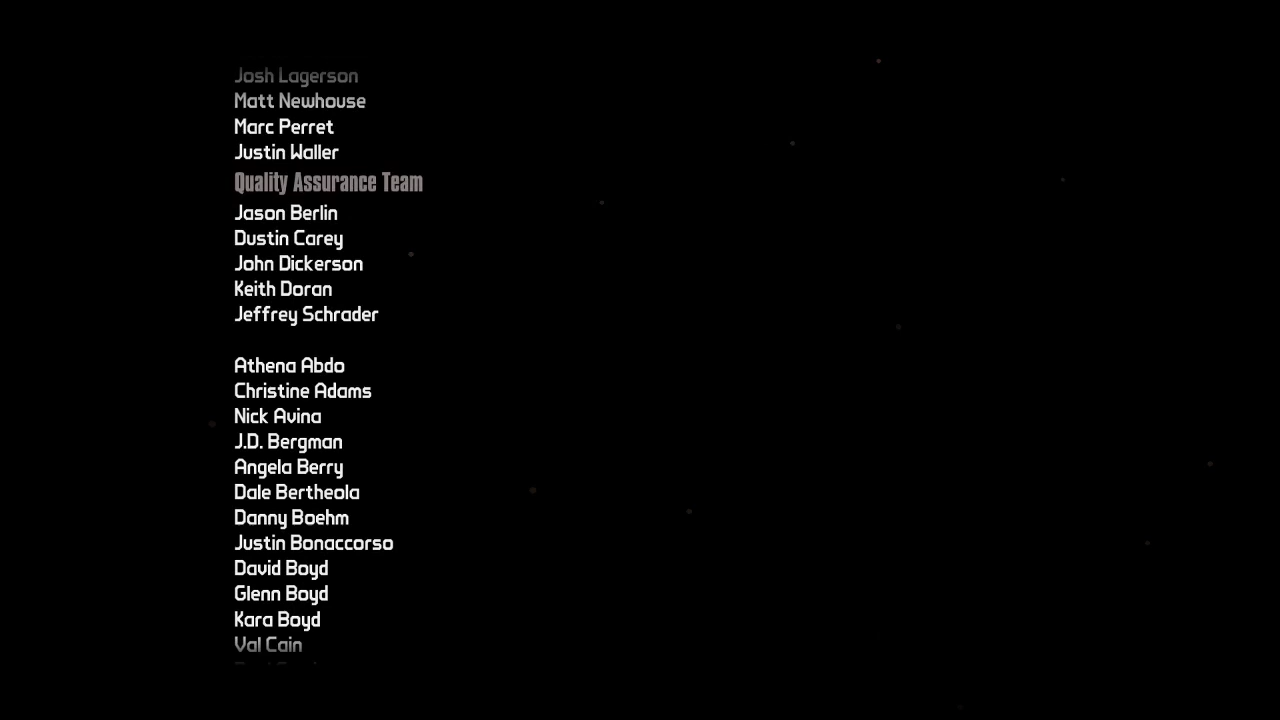 Josh Lagerson
Matt Newhouse
Marc Perret
Justin Waller
Quality Assurance Team
Jason Berlin
Dustin Carey
John Dickerson
Keith Doran
Jeffrey Schrader
Athena Abdo
Christine Adams
Nick Avina
J.D. Bergman
Angela Berry
Dale Bertheola
Danny Boehm
Justin Bonaccorso
David Boyd
Glenn Boyd
Kara Boyd
Val Cain